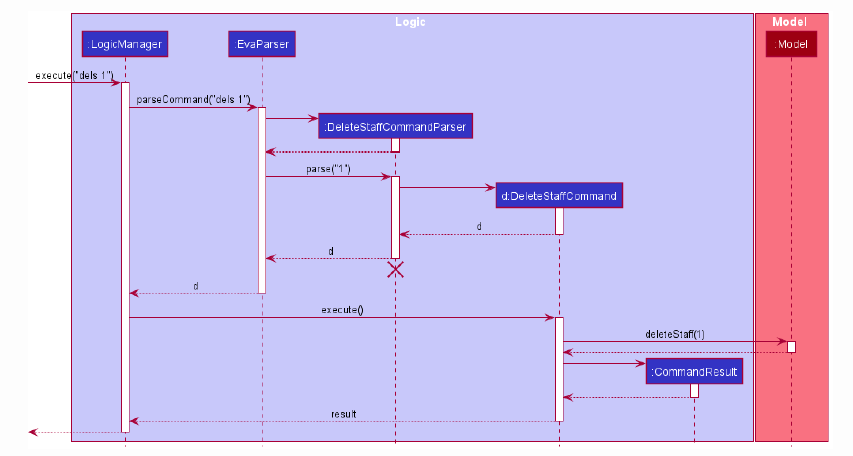 Logic
Model
:LogicManager
:EvaParser
:Model
execute("dels 1")
parseCommand("dels 1")
:DeleteStaffCommandParser
parse("1")
d:DeleteStaffCommand
d
d
d
execute()
deleteStaff(1)
:CommandResult
result